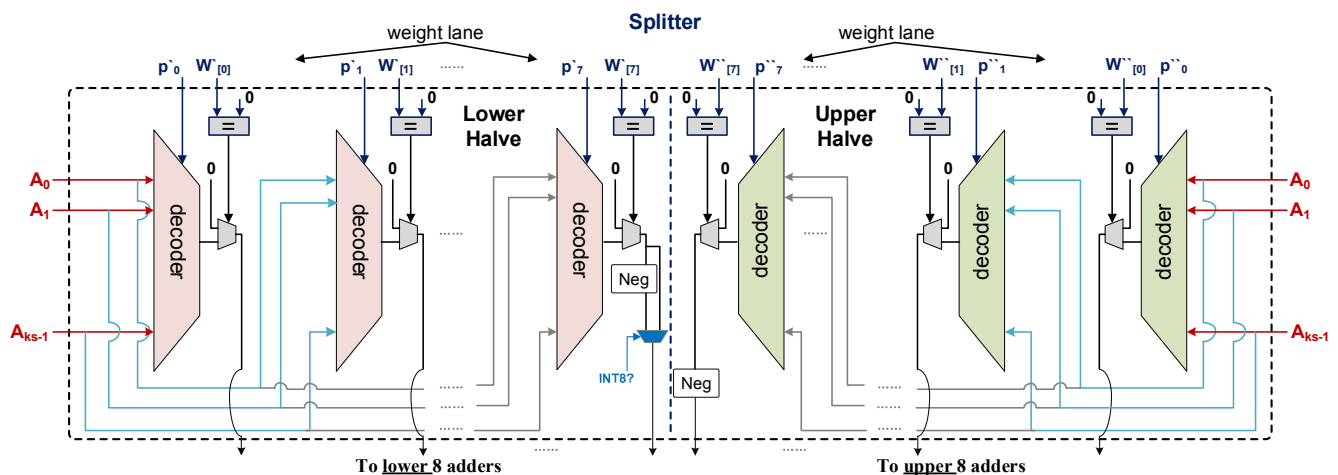 Splitter
weight lane
weight lane
p`0 W`[0] p`1 W`[1] ...... p`7 W`[7] W``[7] p``7 ...... W``[1] p``1 W``[0] p``0
0 0 0 0 0 0
Lower
Halve
Upper
Halve
= = = = = =
0 0 0 0 0 0
A0 A0
A1 A1
decoder decoder decoder decoder decoder decoder
...... ......
...... ......
Neg
Aks-1 Aks-1
INT8?
Neg
...... ......
...... ......
...... ......
...... ......
To lower 8 adders
To upper 8 adders